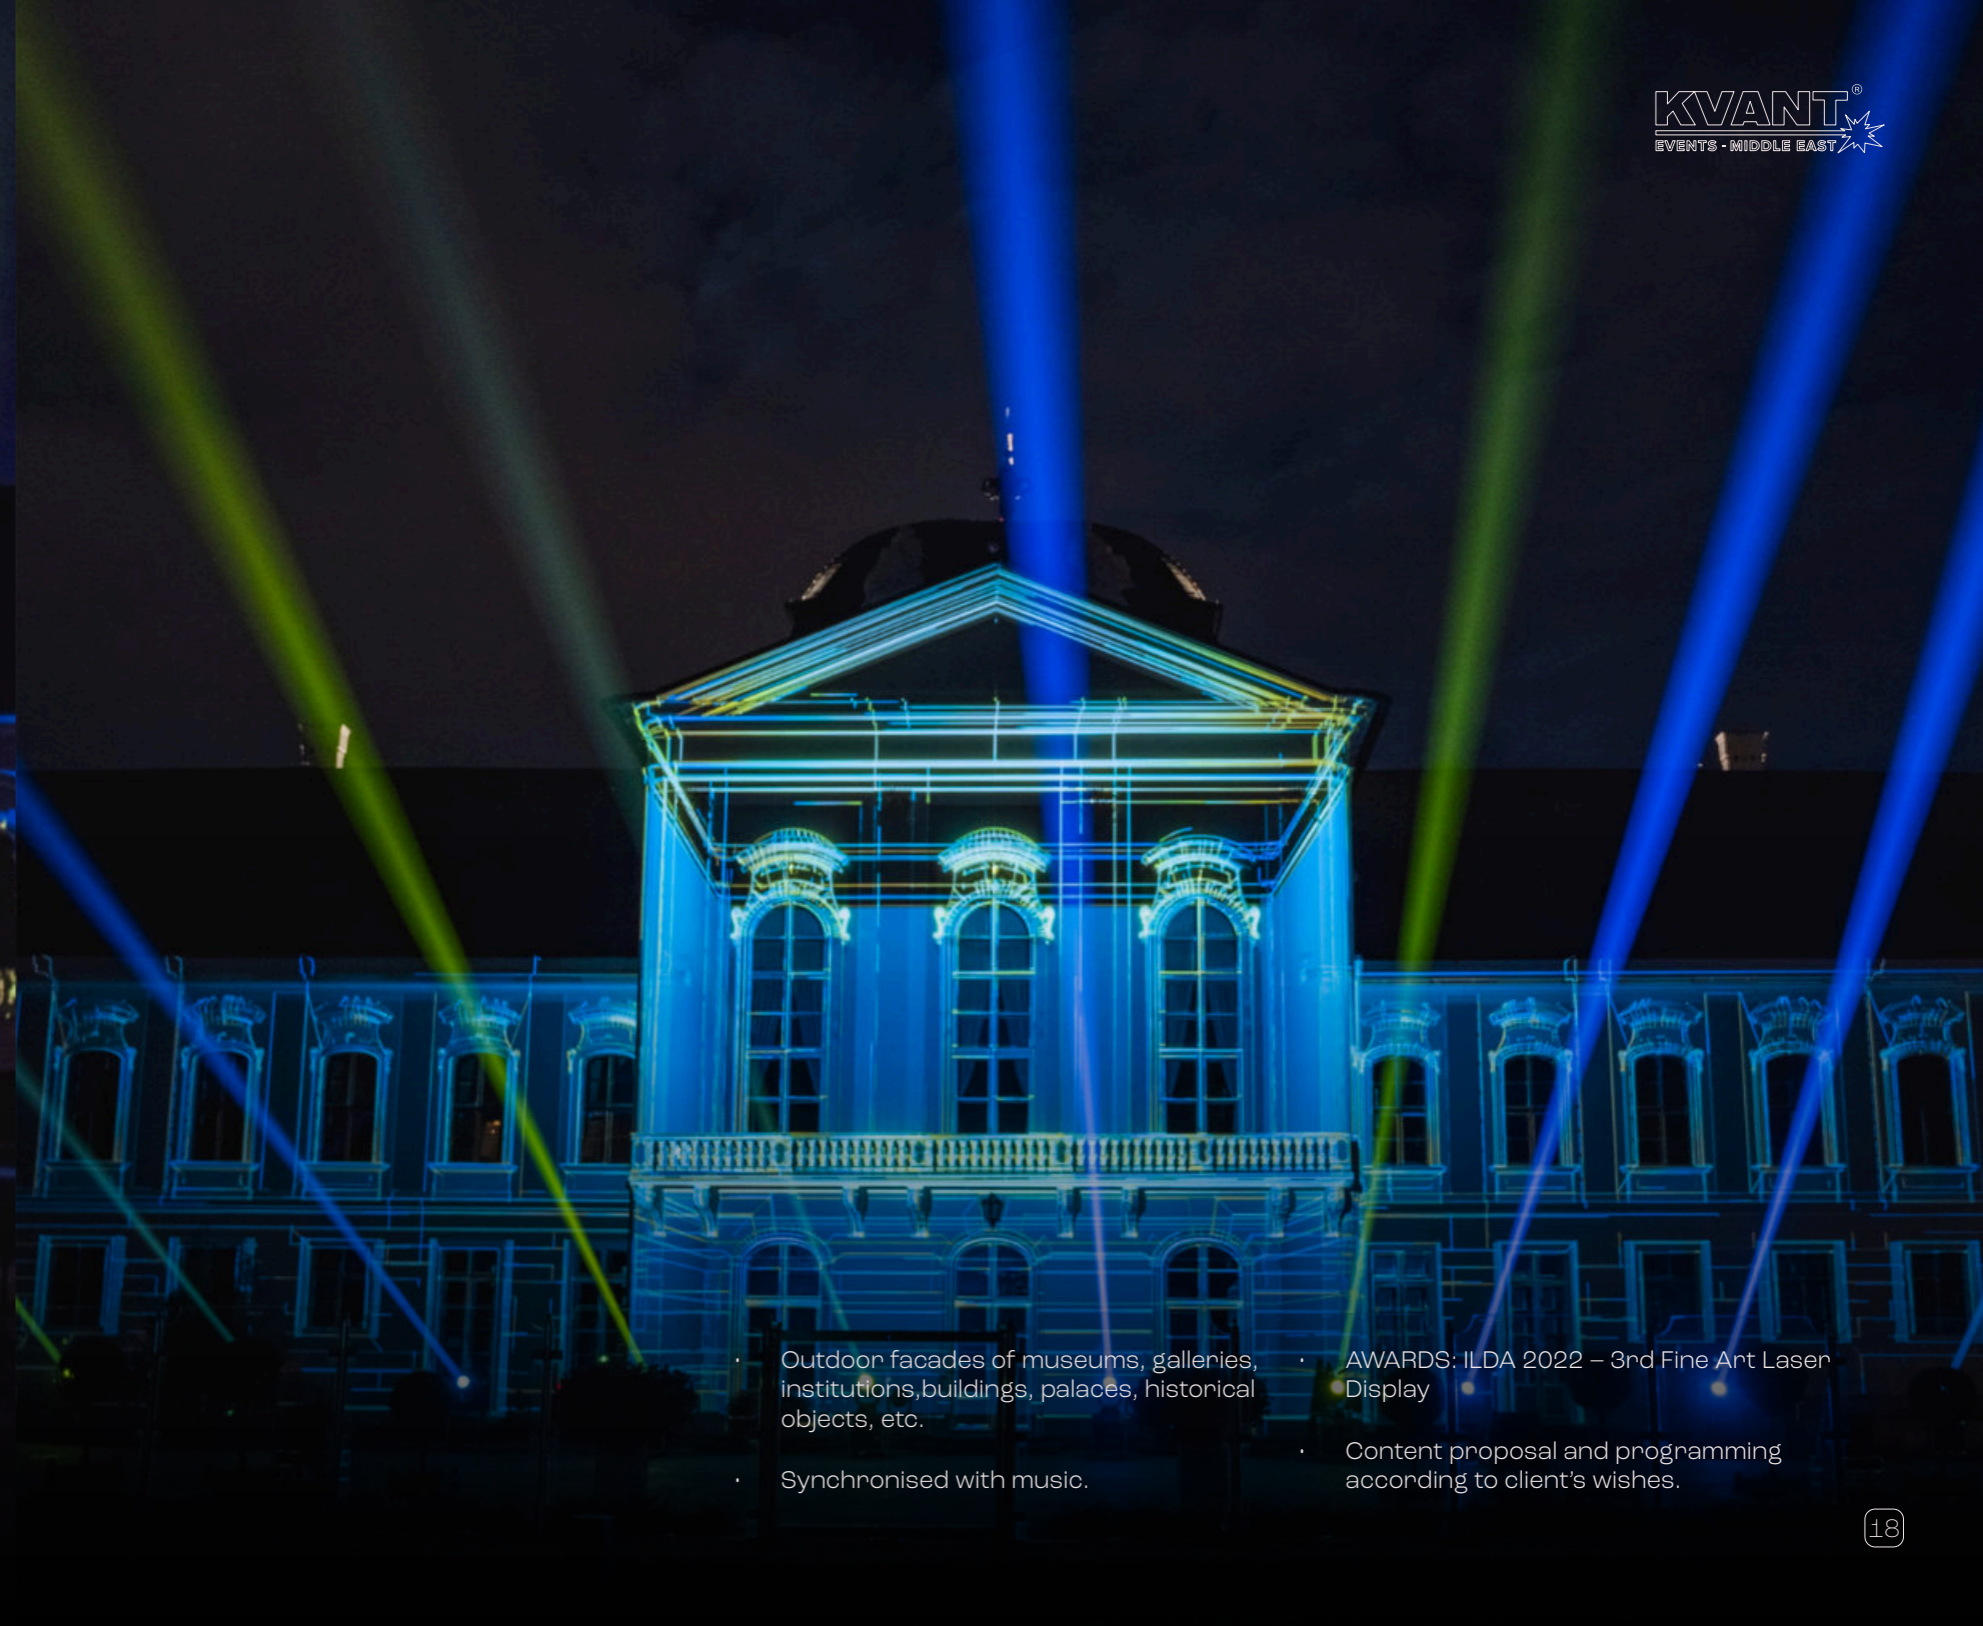 KVANT®
EVENTS - MIDDLE EAST
• Outdoor facades of museums, galleries,
institutions,buildings, palaces, historical
objects, etc.
• Synchronised with music.
• AWARDS: ILDA 2022 – 3rd Fine Art Laser
Display
• Content proposal and programming
according to client’s wishes.
18